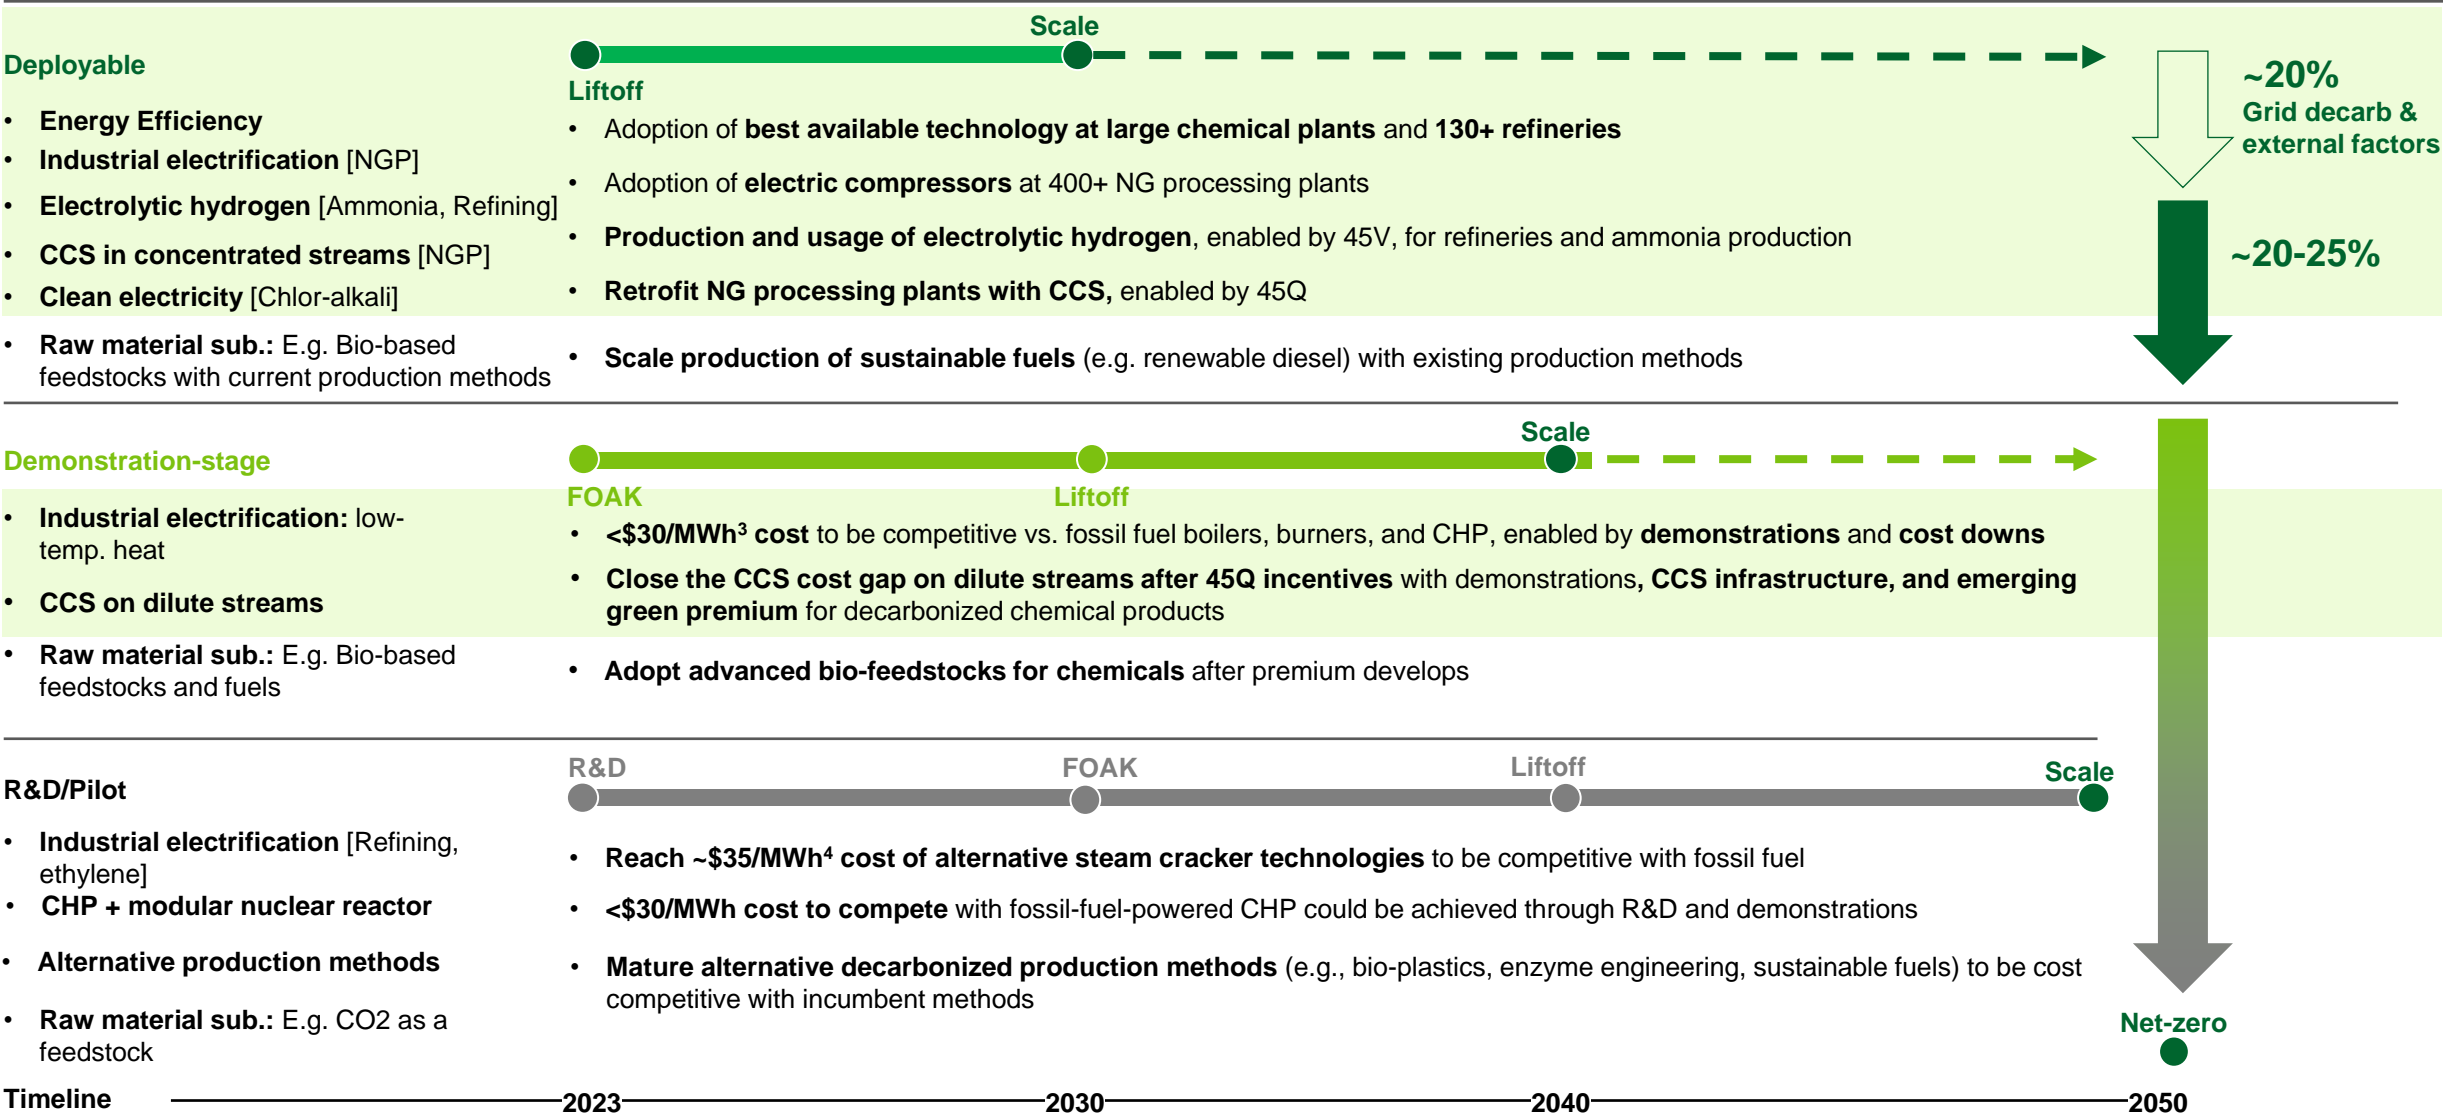 Scale
Deployable
Liftoff
• Energy Efficiency
• Industrial electrification [NGP]
• Electrolytic hydrogen [Ammonia, Refining]
• CCS in concentrated streams [NGP]
• Clean electricity [Chlor-alkali]
• Raw material sub.: E.g. Bio-based
feedstocks with current production methods
• Adoption of best available technology at large chemical plants and 130+ refineries
• Adoption of electric compressors at 400+ NG processing plants
• Production and usage of electrolytic hydrogen, enabled by 45V, for refineries and ammonia production
• Retrofit NG processing plants with CCS, enabled by 45Q
• Scale production of sustainable fuels (e.g. renewable diesel) with existing production methods
~20%
Grid decarb &
external factors
~20-25%
Scale
Demonstration-stage
FOAK
Liftoff
• Industrial electrification: low-
temp. heat
• CCS on dilute streams
• Raw material sub.: E.g. Bio-based
feedstocks and fuels
• <$30/MWh³ cost to be competitive vs. fossil fuel boilers, burners, and CHP, enabled by demonstrations and cost downs
• Close the CCS cost gap on dilute streams after 45Q incentives with demonstrations, CCS infrastructure, and emerging
green premium for decarbonized chemical products
• Adopt advanced bio-feedstocks for chemicals after premium develops
R&D
FOAK
Liftoff
Scale
R&D/Pilot
• Industrial electrification [Refining,
ethylene]
• CHP + modular nuclear reactor
• Alternative production methods
• Raw material sub.: E.g. CO2 as a
feedstock
• Reach ~$35/MWh⁴ cost of alternative steam cracker technologies to be competitive with fossil fuel
• <$30/MWh cost to compete with fossil-fuel-powered CHP could be achieved through R&D and demonstrations
• Mature alternative decarbonized production methods (e.g., bio-plastics, enzyme engineering, sustainable fuels) to be cost
competitive with incumbent methods
Net-zero
Timeline
2023
2030
2040
2050